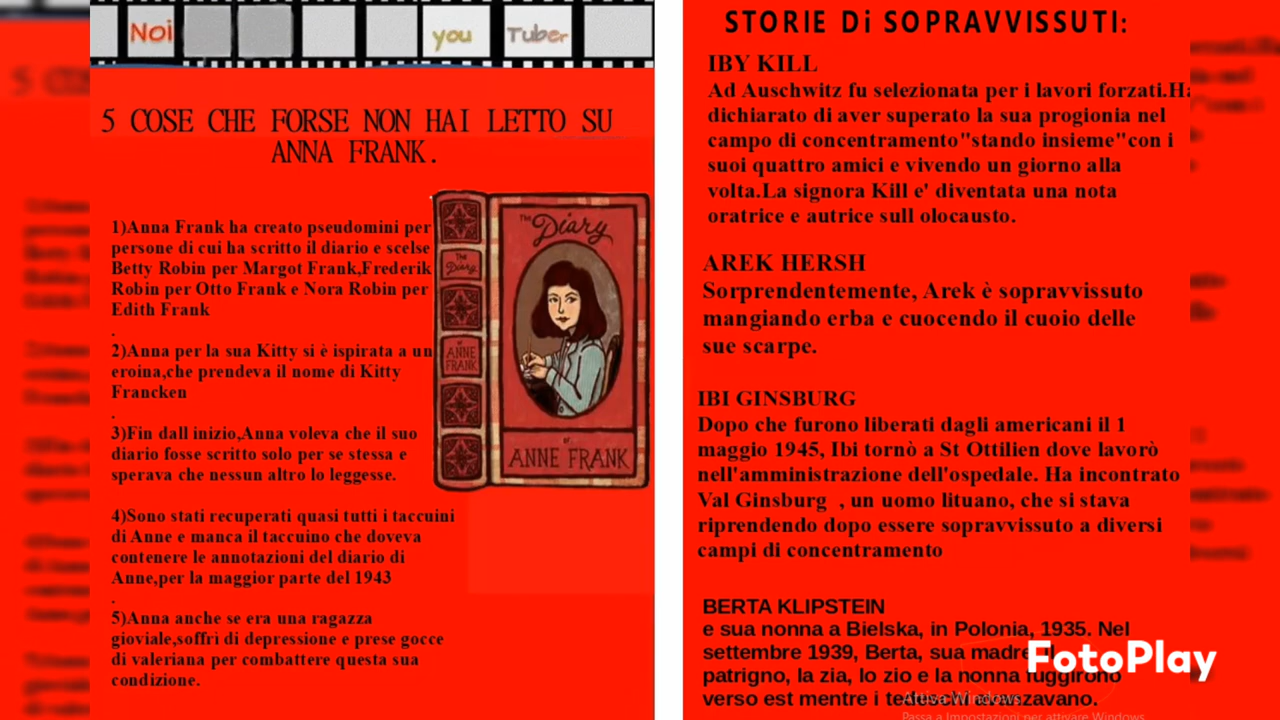 Noi
you
Tuber
5 COSE CHE FORSE NON HAI LETTO SU
ANNA FRANK.
1)Anna Frank ha creato pseudomini per
persone di cui ha scritto il diario e scelse
Betty Robin per Margot Frank,Frederik
Robin per Otto Frank e Nora Robin per
Edith Frank
.
2)Anna per la sua Kitty si è ispirata a un
eroina,che prendeva il nome di Kitty
Francken
.
3)Fin dall inizio,Anna voleva che il suo
diario fosse scritto solo per se stessa e
sperava che nessun altro lo leggesse.
4)Sono stati recuperati quasi tutti i taccuini
di Anne e manca il taccuino che doveva
contenere le annotazioni del diario di
Anne,per la maggior parte del 1943
.
5)Anna anche se era una ragazza
gioviale,soffrì di depressione e prese gocce
di valeriana per combattere questa sua
condizione.
The
Diary
The
Diary
OF
ANNE
FRANK
OF
ANNE FRANK
STORIE Di SOPRAVVISSUTI:
IBY KILL
Ad Auschwitz fu selezionata per i lavori forzati.Ha
dichiarato di aver superato la sua progionia nel
campo di concentramento"stando insieme"con i
suoi quattro amici e vivendo un giorno alla
volta.La signora Kill e' diventata una nota
oratrice e autrice sull olocausto.
AREK HERSH
Sorprendentemente, Arek è sopravvissuto
mangiando erba e cuocendo il cuoio delle
sue scarpe.
IBI GINSBURG
Dopo che furono liberati dagli americani il 1
maggio 1945, Ibi tornò a St Ottilien dove lavorò
nell'amministrazione dell'ospedale. Ha incontrato
Val Ginsburg , un uomo lituano, che si stava
riprendendo dopo essere sopravvissuto a diversi
campi di concentramento
BERTA KLIPSTEIN
e sua nonna a Bielska, in Polonia, 1935. Nel
settembre 1939, Berta, sua madre, il
patrigno, la zia, lo zio e la nonna fuggirono
verso est mentre i tedeschi avanzavano.
FotoPlay
Attiva Windows
Passa a Impostazioni per attivare Windows